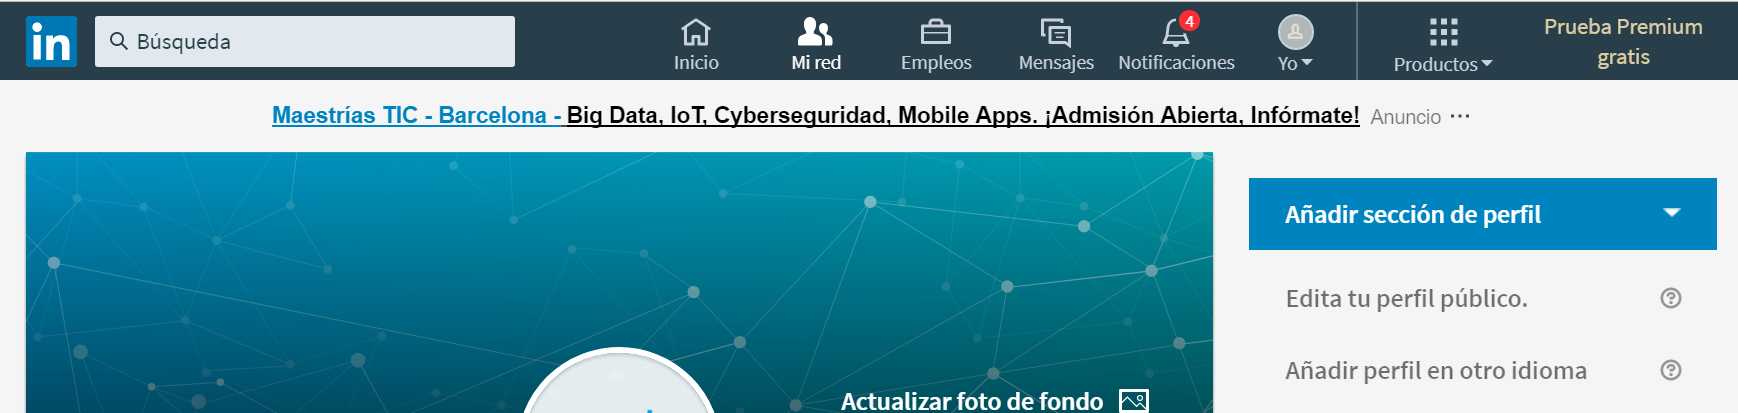 in
Búsqueda
Inicio
Mi red
Empleos
Mensajes
4
Notificaciones
Yo
Productos
Prueba Premium
gratis
Maestrías TIC - Barcelona - Big Data, IoT, Cyberseguridad, Mobile Apps. ¡Admisión Abierta, Infórmate! Anuncio ···
Añadir sección de perfil
Edita tu perfil público. ?
Añadir perfil en otro idioma ?
Actualizar foto de fondo